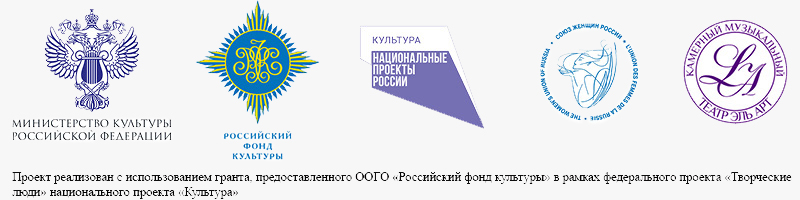 МИНИСТЕРСТВО КУЛЬТУРЫ
РОССИЙСКОЙ ФЕДЕРАЦИИ
РОССИЙСКИЙ
ФОНД
КУЛЬТУРЫ
КУЛЬТУРА
НАЦИОНАЛЬНЫЕ
ПРОЕКТЫ
РОССИИ
СОЮЗ ЖЕНЩИН РОССИИ • L'UNION DES FEMMES DE LA RUSSIE • THE WOMEN'S UNION OF RUSSIA •
КАМЕРНЫЙ МУЗЫКАЛЬНЫЙ
ТЕАТР ЭЛЬ АРТ
LA
Проект реализован с использованием гранта, предоставленного ООГО «Российский фонд культуры» в рамках федерального проекта «Творческие
люди» национального проекта «Культура»